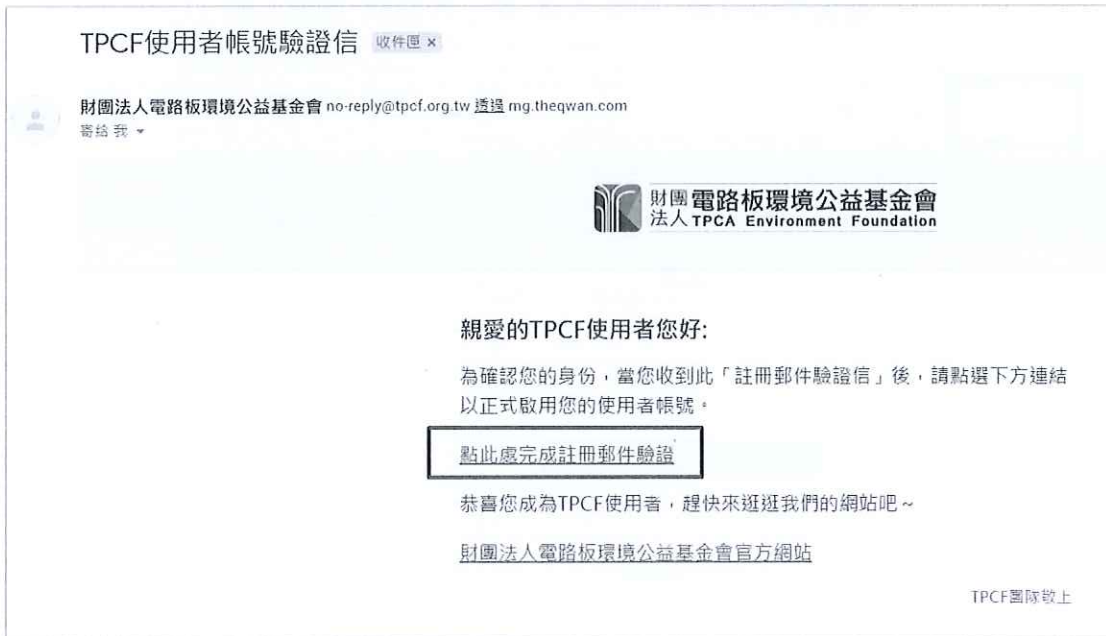 TPCF使用者帳號驗證信 收件匣 ×
財團法人電路板環境公益基金會 no-reply@tpcf.org.tw 透過 mg.theqwan.com
寄給 我
財團法人 電路板環境公益基金會
TPCA Environment Foundation
親愛的TPCF使用者您好:
為確認您的身份，當您收到此「註冊郵件驗證信」後，請點選下方連結
以正式啟用您的使用者帳號。
點此處完成註冊郵件驗證
恭喜您成為TPCF使用者，趕快來逛逛我們的網站吧~
財團法人電路板環境公益基金會官方網站
TPCF團隊敬上